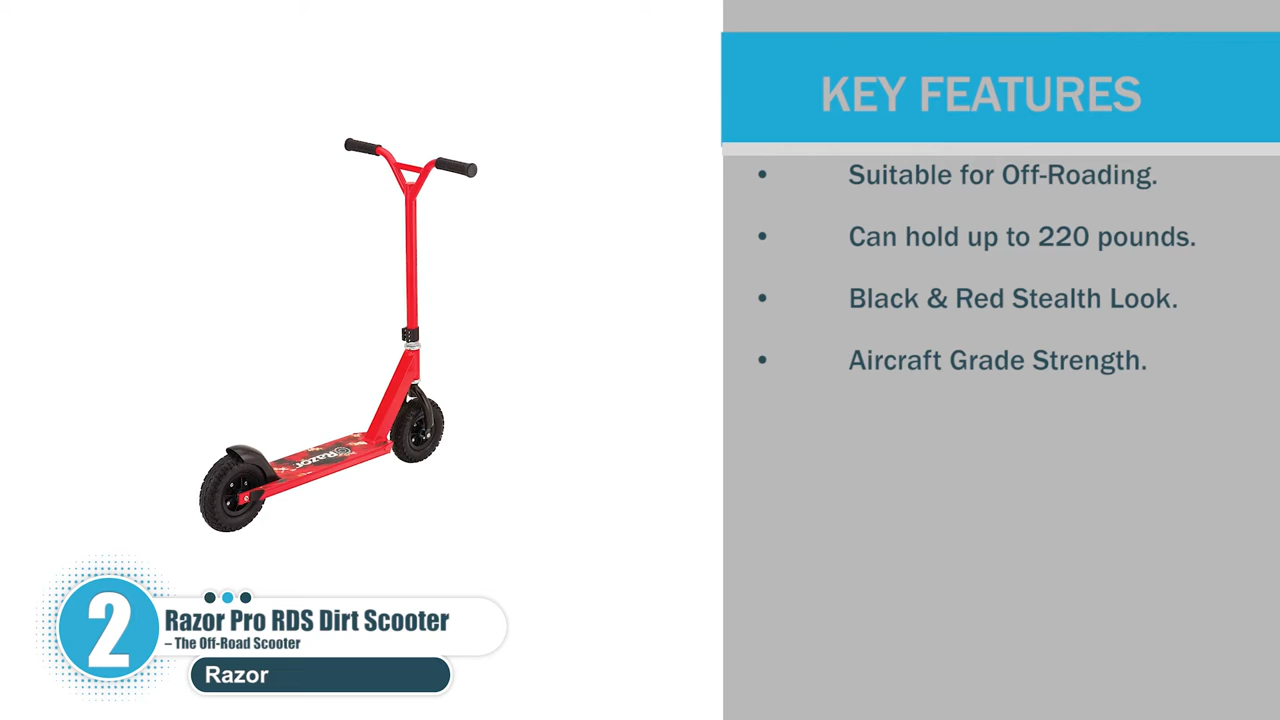 KEY FEATURES
• Suitable for Off-Roading.
• Can hold up to 220 pounds.
• Black & Red Stealth Look.
• Aircraft Grade Strength.
RAZOR
2
Razor Pro RDS Dirt Scooter
– The Off-Road Scooter
Razor